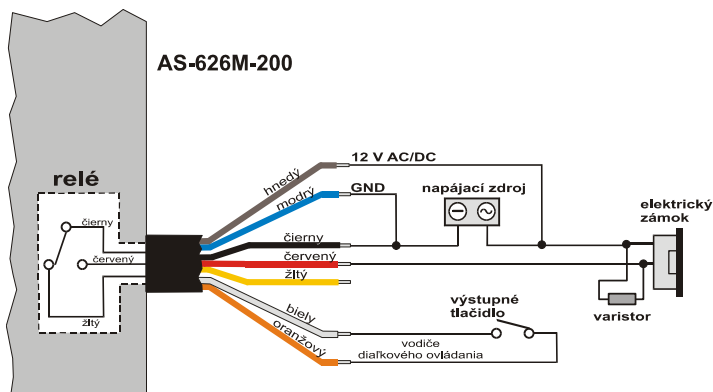 AS-626M-200
relé
čierny
červený
žltý
hnedý
modrý
čierny
červený
žltý
biely
oranžový
12 V AC/DC
GND
napájací zdroj
elektrický
zámok
varistor
výstupné
tlačidlo
vodiče
diaľkového ovládania